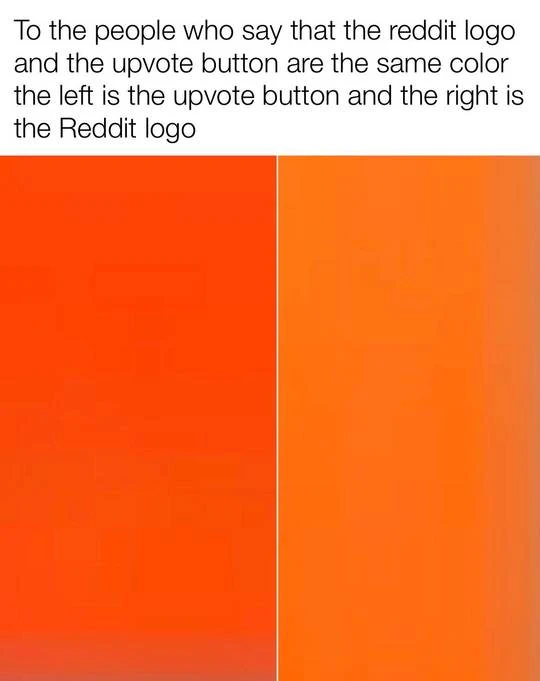 To the people who say that the reddit logo
and the upvote button are the same color
the left is the upvote button and the right is
the Reddit logo